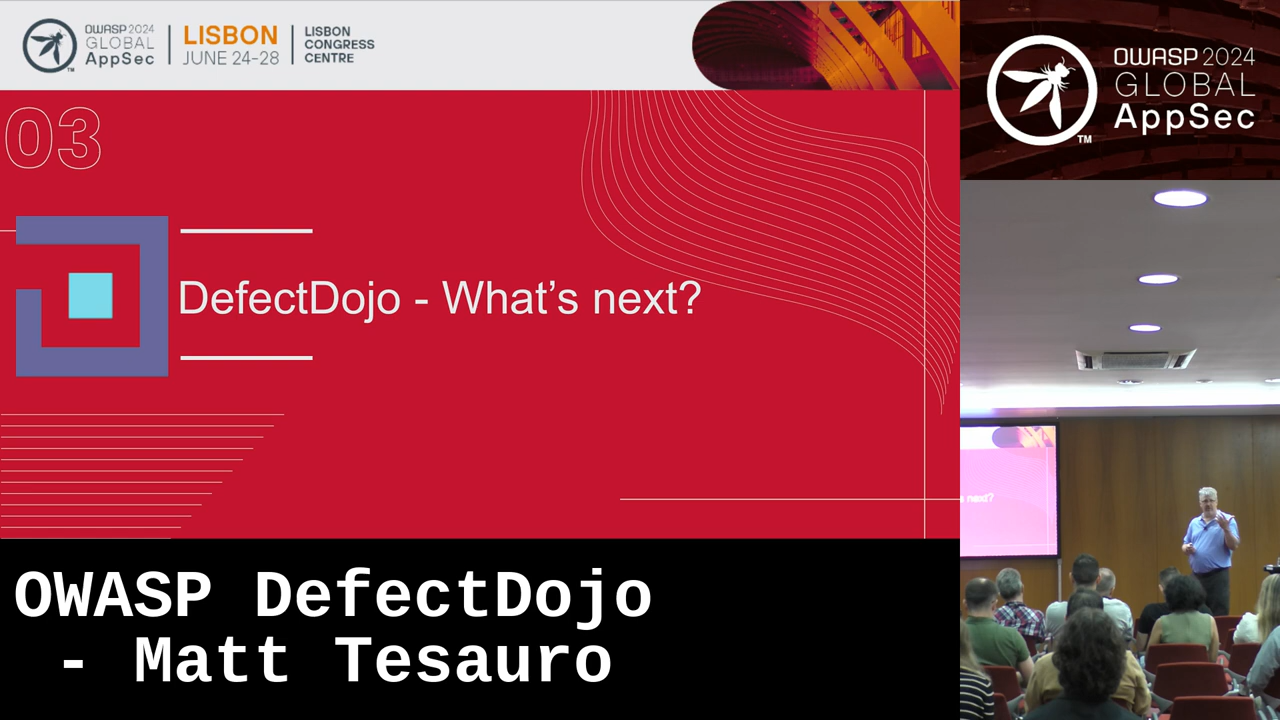 OWASP 2024
GLOBAL
AppSec
LISBON
JUNE 24-28
LISBON
CONGRESS
CENTRE
03
DefectDojo - What’s next?
OWASP DefectDojo
- Matt Tesauro
OWASP 2024
GLOBAL
AppSec
TM
next?